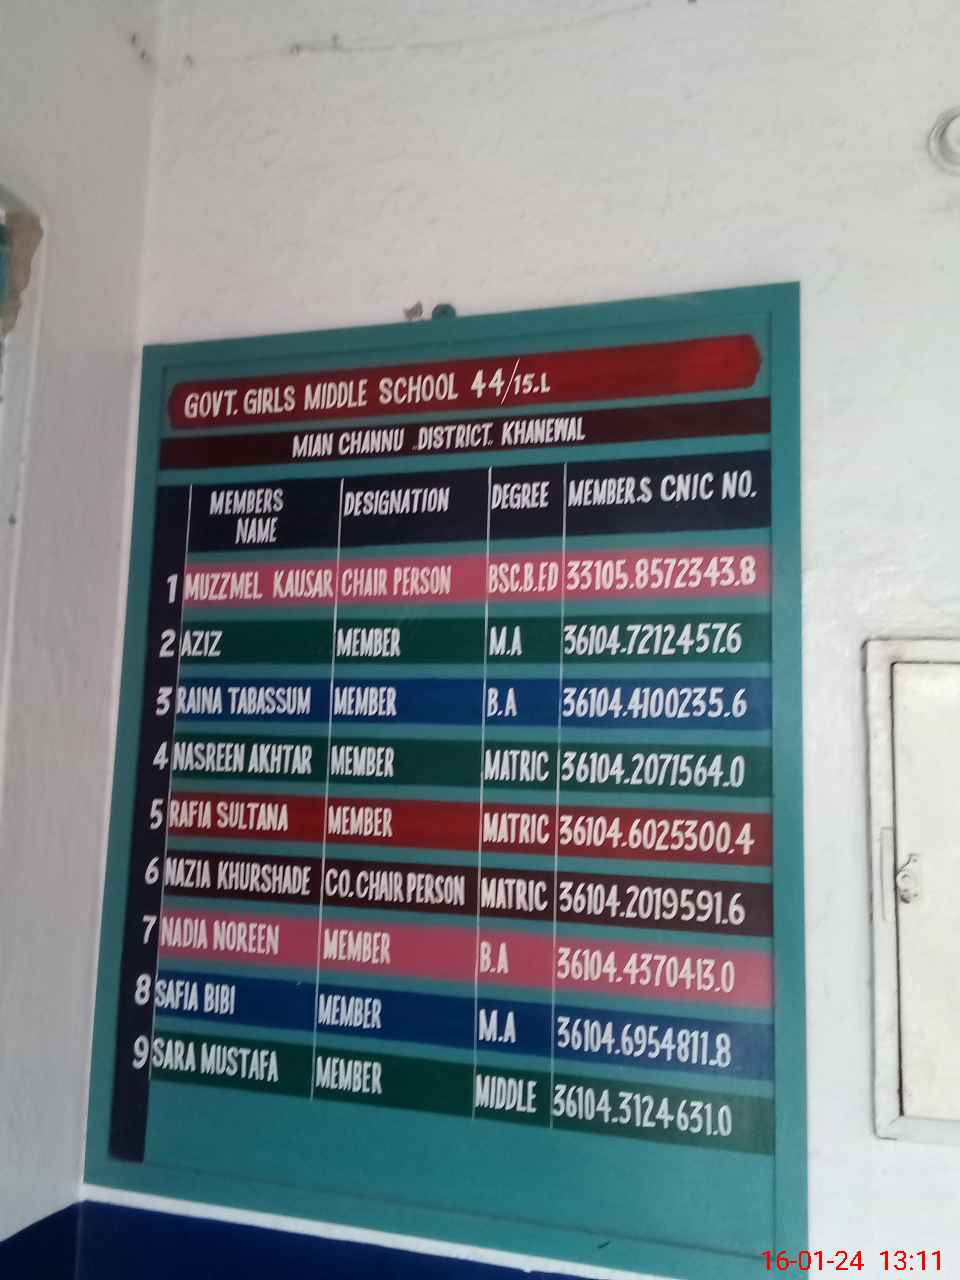 GOVT. GIRLS MIDDLE SCHOOL 44/15.L
MIAN CHANNU .DISTRICT. KHANEWAL
MEMBERS NAME DESIGNATION DEGREE MEMBER.S CNIC NO.
1 MUZZMEL KAUSAR CHAIR PERSON BSC.B.ED 33105.8572343.8
2 AZIZ MEMBER M.A 36104.7212457.6
3 RAINA TABASSUM MEMBER B.A 36104.4100235.6
4 NASREEN AKHTAR MEMBER MATRIC 36104.2071564.0
5 RAFIA SULTANA MEMBER MATRIC 36104.6025300.4
6 NAZIA KHURSHADE CO.CHAIR PERSON MATRIC 36104.2019591.6
7 NADIA NOREEN MEMBER B.A 36104.4370413.0
8 SAFIA BIBI MEMBER M.A 36104.6954811.8
9 SARA MUSTAFA MEMBER MIDDLE 36104.3124631.0
16-01-24 13:11